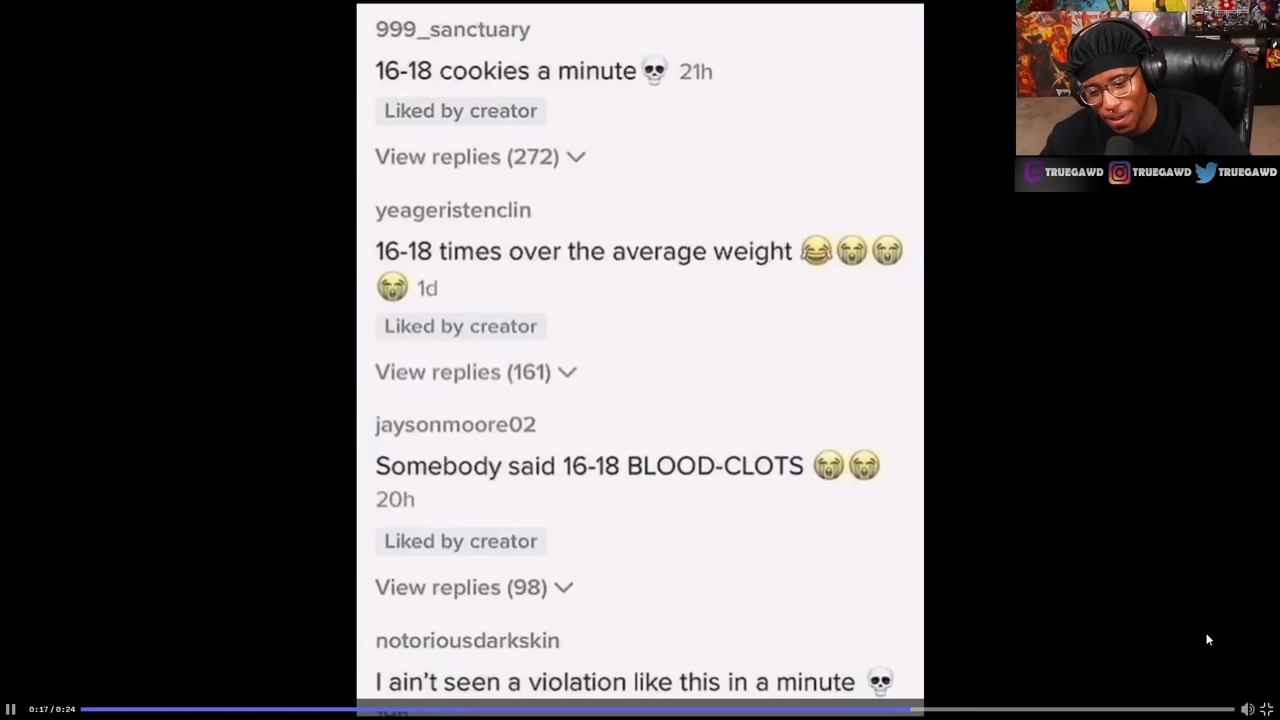 999_sanctuary
16-18 cookies a minute💀 21h
Liked by creator
View replies (272)
yeageristenclin
16-18 times over the average weight 😂😭😭
😭 1d
Liked by creator
View replies (161)
jaysonmoore02
Somebody said 16-18 BLOOD-CLOTS 😭😭
20h
Liked by creator
View replies (98)
notoriousdarkskin
I ain't seen a violation like this in a minute 💀
TRUEGAWD TRUEGAWD TRUEGAWD
0:17 / 0:24